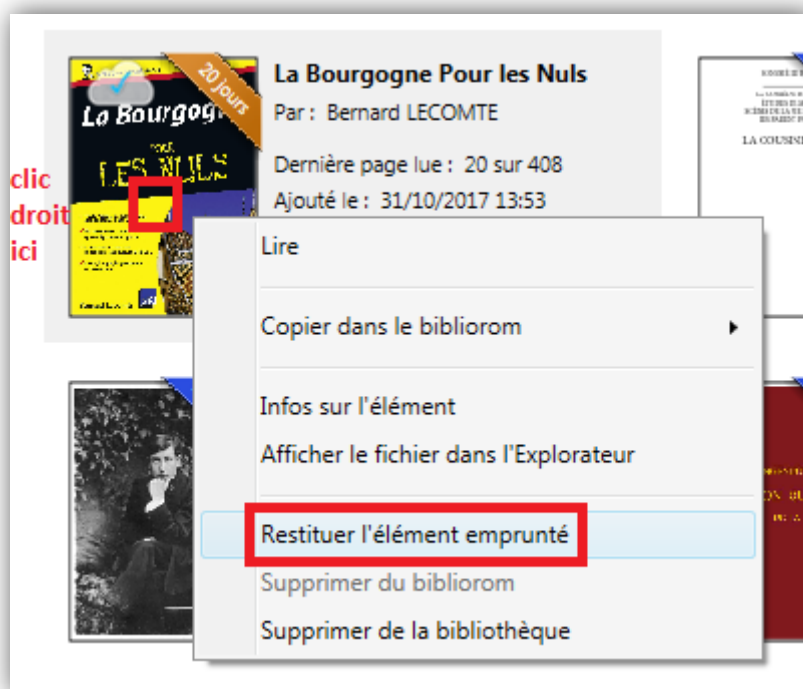 20 jours
La Bourgogne
POUR
LES NULS
La Bourgogne Pour les Nuls
Par : Bernard LECOMTE
Dernière page lue : 20 sur 408
Ajouté le : 31/10/2017 13:53
clic
droit
ici
Lire
Copier dans le bibliorom
Infos sur l'élément
Afficher le fichier dans l'Explorateur
Restituer l'élément emprunté
Supprimer du bibliorom
Supprimer de la bibliothèque
LA COUSIN